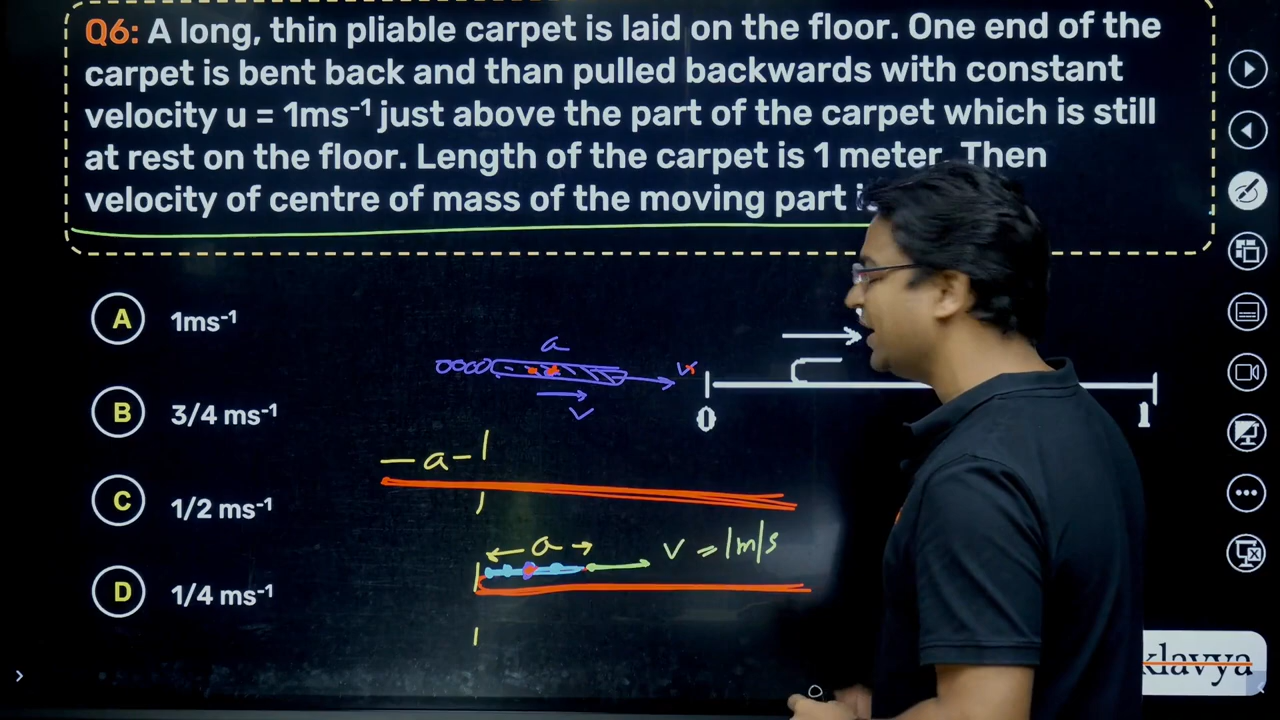 Q6: A long, thin pliable carpet is laid on the floor. One end of the
carpet is bent back and than pulled backwards with constant
velocity u = 1ms⁻¹ just above the part of the carpet which is still
at rest on the floor. Length of the carpet is 1 meter. Then
velocity of centre of mass of the moving part
A 1ms⁻¹
B 3/4 ms⁻¹
C 1/2 ms⁻¹
D 1/4 ms⁻¹
a
v
v
0 1
a
a v = 1m/s
klavya